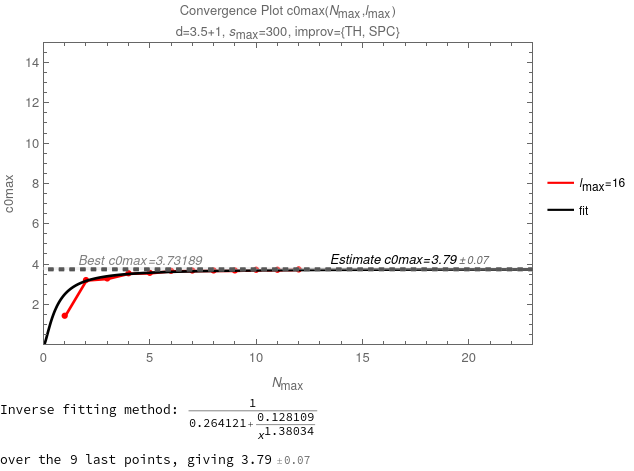 Convergence Plot c0max(Nmax,lmax)
d=3.5+1, smax=300, improv={TH, SPC}
14
12
10
8
6
4
2
c0max
Best c0max=3.73189
Estimate c0max=3.79 ±0.07
lmax=16
fit
0 5 10 15 20
Nmax
Inverse fitting method: 1
0.264121+ 0.128109
x1.38034
over the 9 last points, giving 3.79 ±0.07